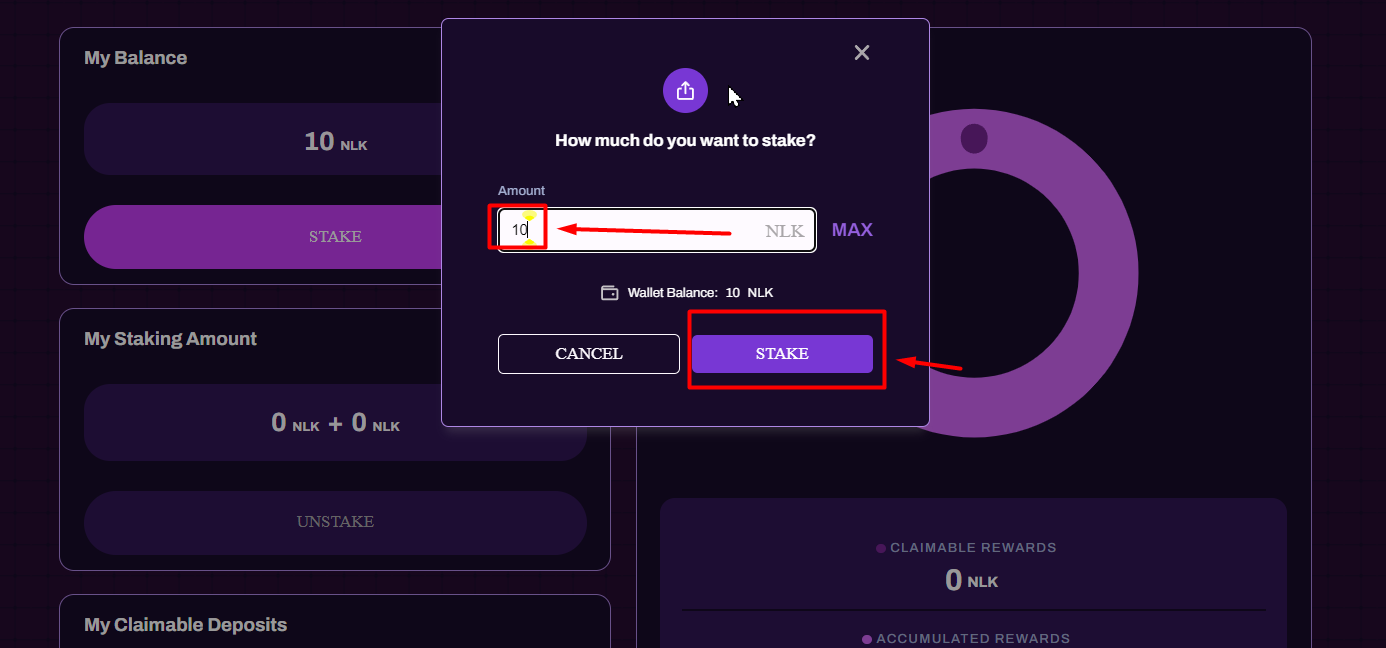 My Balance
10 NLK
STAKE
My Staking Amount
0 NLK + 0 NLK
UNSTAKE
My Claimable Deposits
How much do you want to stake?
Amount
10 NLK MAX
Wallet Balance: 10 NLK
CANCEL STAKE
CLAIMABLE REWARDS
0 NLK
ACCUMULATED REWARDS